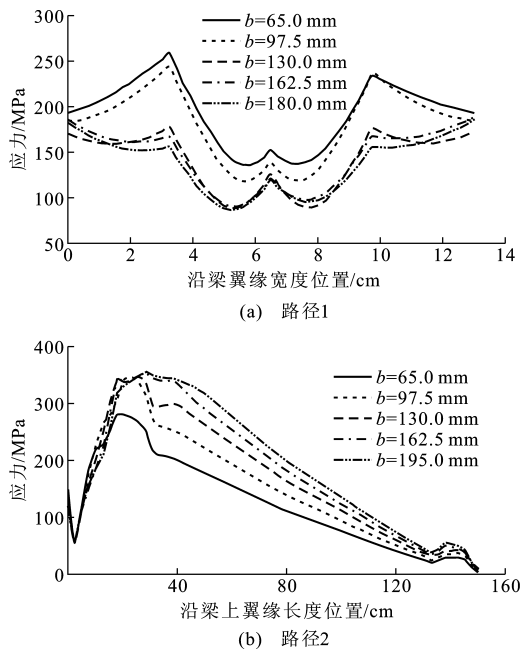 300
250
200
150
100
50
应力/MPa
b=65.0 mm
b=97.5 mm
b=130.0 mm
b=162.5 mm
b=180.0 mm
0 2 4 6 8 10 12 14
沿梁翼缘宽度位置/cm
(a) 路径1
400
300
200
100
0
应力/MPa
b=65.0 mm
b=97.5 mm
b=130.0 mm
b=162.5 mm
b=195.0 mm
0 40 80 120 160
沿梁上翼缘长度位置/cm
(b) 路径2